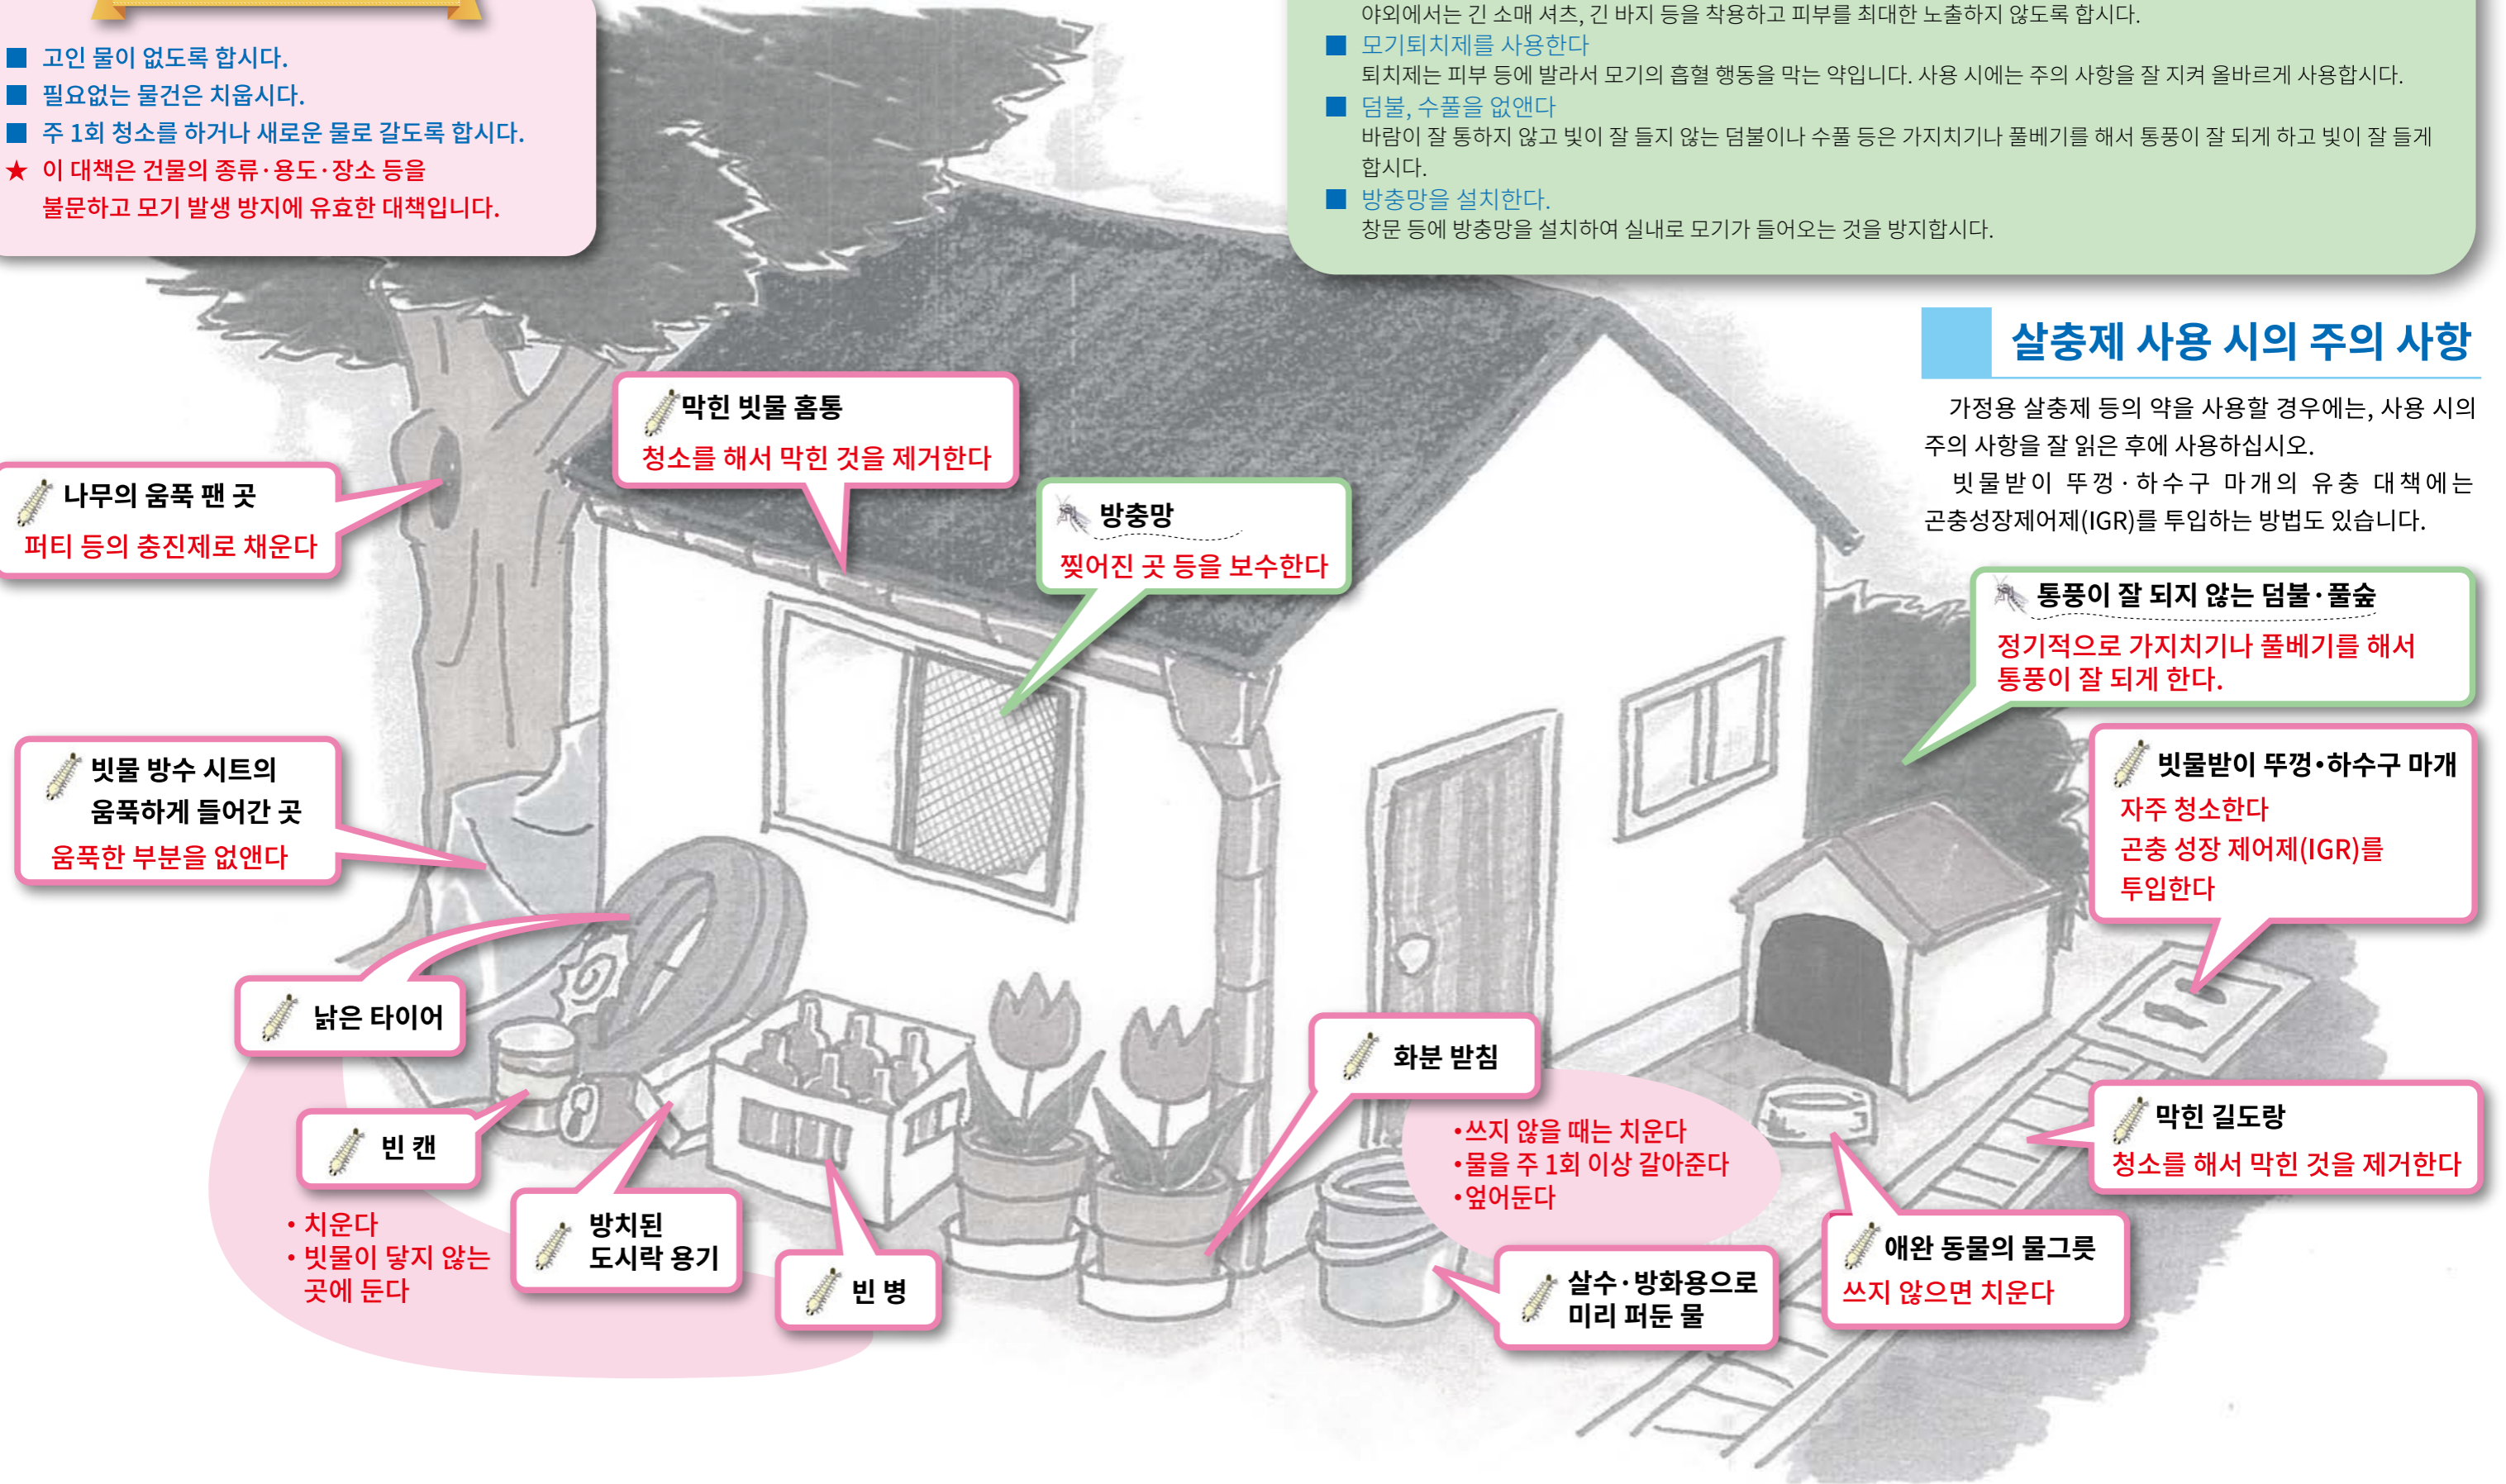 ■ 고인 물이 없도록 합시다.
■ 필요없는 물건은 치웁시다.
■ 주 1회 청소를 하거나 새로운 물로 갈도록 합시다.
★ 이 대책은 건물의 종류·용도·장소 등을
불문하고 모기 발생 방지에 유효한 대책입니다.
야외에서는 긴 소매 셔츠, 긴 바지 등을 착용하고 피부를 최대한 노출하지 않도록 합시다.
■ 모기퇴치제를 사용한다
퇴치제는 피부 등에 발라서 모기의 흡혈 행동을 막는 약입니다. 사용 시에는 주의 사항을 잘 지켜 올바르게 사용합시다.
■ 덤불, 수풀을 없앤다
바람이 잘 통하지 않고 빛이 잘 들지 않는 덤불이나 수풀 등은 가지치기나 풀베기를 해서 통풍이 잘 되게 하고 빛이 잘 들게
합시다.
■ 방충망을 설치한다.
창문 등에 방충망을 설치하여 실내로 모기가 들어오는 것을 방지합시다.
살충제 사용 시의 주의 사항
가정용 살충제 등의 약을 사용할 경우에는, 사용 시의
주의 사항을 잘 읽은 후에 사용하십시오.
빗물받이 뚜껑·하수구 마개의 유충 대책에는
곤충성장제어제(IGR)를 투입하는 방법도 있습니다.
막힌 빗물 홈통
청소를 해서 막힌 것을 제거한다
나무의 움푹 팬 곳
퍼티 등의 충진제로 채운다
방충망
찢어진 곳 등을 보수한다
통풍이 잘 되지 않는 덤불·풀숲
정기적으로 가지치기나 풀베기를 해서
통풍이 잘 되게 한다.
빗물 방수 시트의
움푹하게 들어간 곳
움푹한 부분을 없앤다
빗물받이 뚜껑•하수구 마개
자주 청소한다
곤충 성장 제어제(IGR)를
투입한다
낡은 타이어
화분 받침
빈 캔
• 치운다
• 빗물이 닿지 않는
곳에 둔다
방치된
도시락 용기
빈 병
•쓰지 않을 때는 치운다
•물을 주 1회 이상 갈아준다
•엎어둔다
살수·방화용으로
미리 퍼둔 물
막힌 길도랑
청소를 해서 막힌 것을 제거한다
애완 동물의 물그릇
쓰지 않으면 치운다